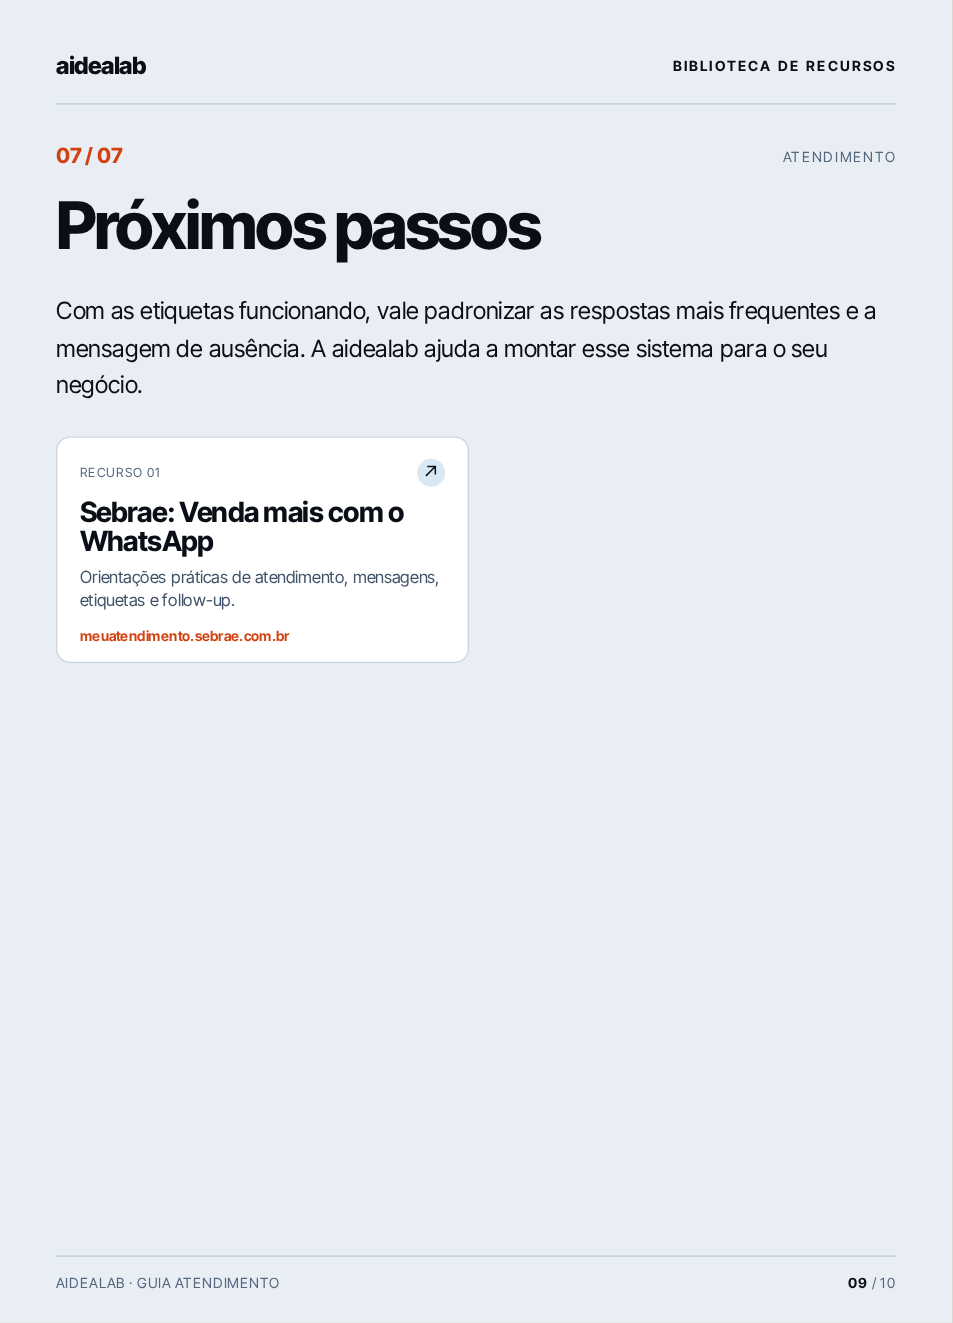 aidealab
BIBLIOTECA DE RECURSOS
07 / 07
ATENDIMENTO
Próximos passos
Com as etiquetas funcionando, vale padronizar as respostas mais frequentes e a
mensagem de ausência. A aidealab ajuda a montar esse sistema para o seu
negócio.
RECURSO 01
Sebrae: Venda mais com o
WhatsApp
Orientações práticas de atendimento, mensagens,
etiquetas e follow-up.
meuatendimento.sebrae.com.br
AIDEALAB · GUIA ATENDIMENTO
09 / 10